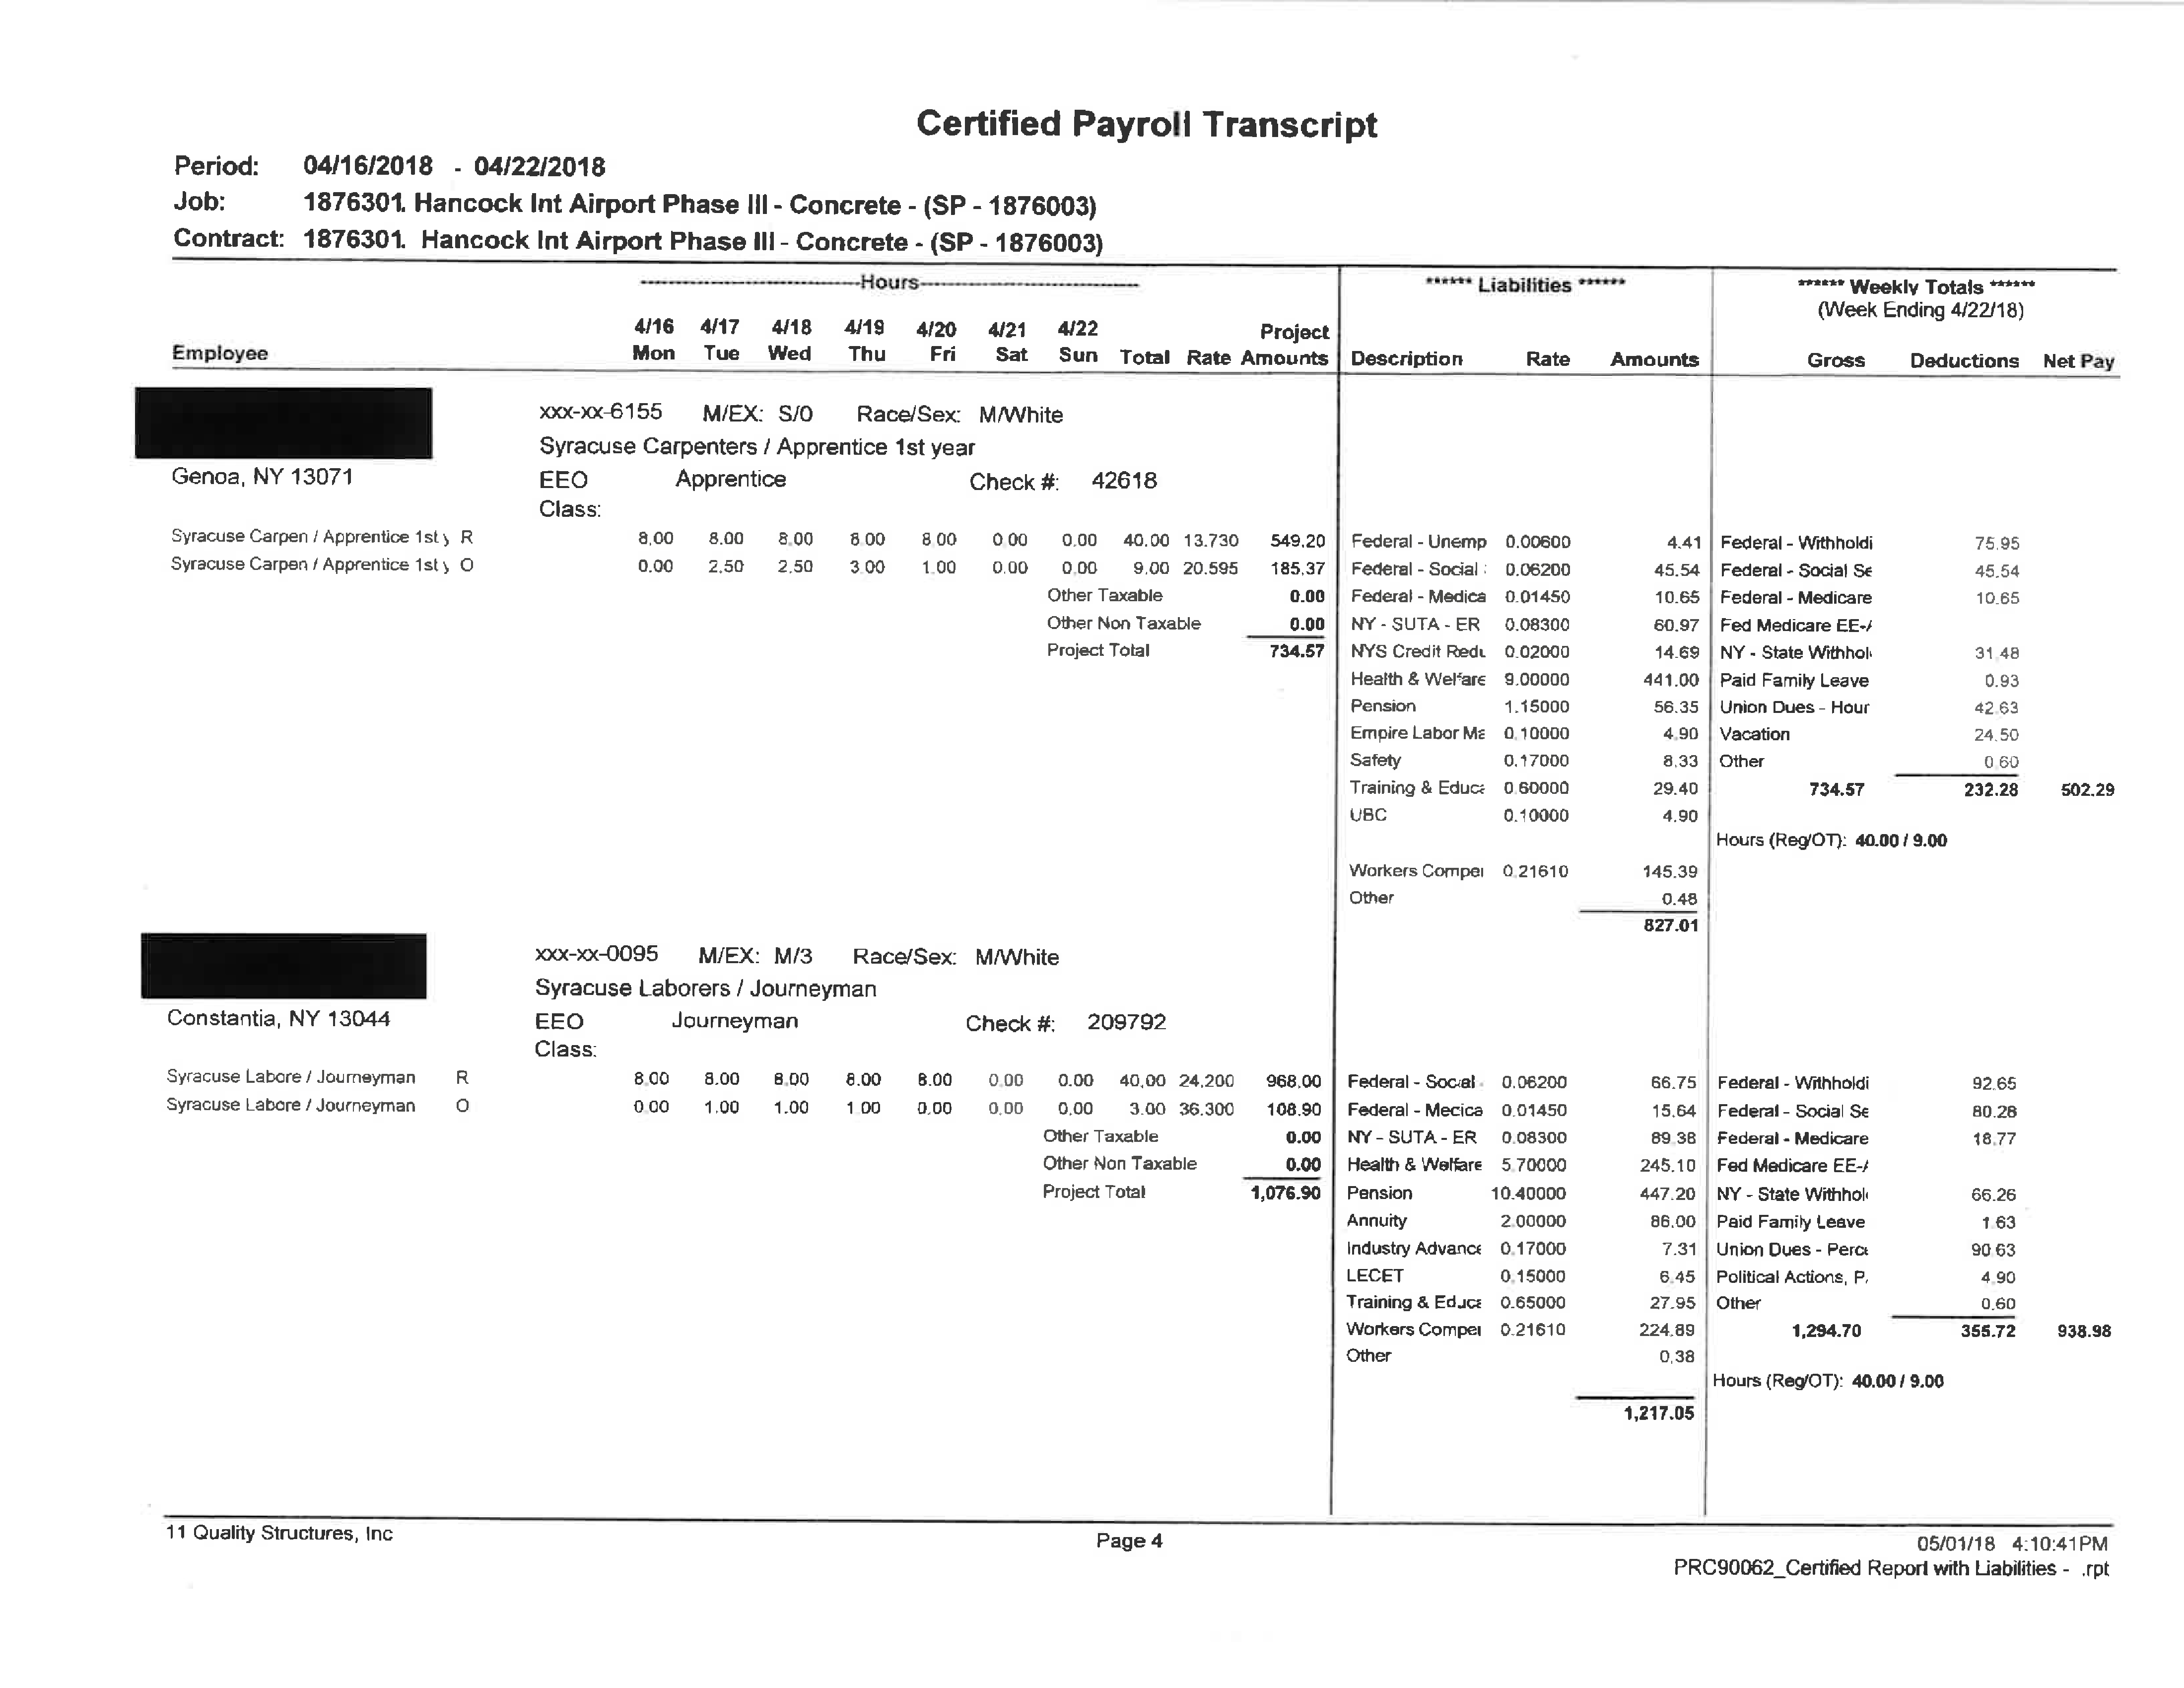 Certified Payroll Transcript
Period: 04/16/2018 - 04/22/2018
Job: 1876301. Hancock Int Airport Phase III - Concrete - (SP - 1876003)
Contract: 1876301. Hancock Int Airport Phase III - Concrete - (SP - 1876003)
-----Hours----- ****** Liabilities ****** ****** Weekly Totals ******
(Week Ending 4/22/18)
4/16 4/17 4/18 4/19 4/20 4/21 4/22 Project
Employee Mon Tue Wed Thu Fri Sat Sun Total Rate Amounts Description Rate Amounts Gross Deductions Net Pay
xxx-xx-6155 M/EX: S/0 Race/Sex: M/White
Syracuse Carpenters / Apprentice 1st year
Genoa, NY 13071 EEO Apprentice Check #: 42618
Class:
Syracuse Carpen / Apprentice 1st y R 8.00 8.00 8.00 8.00 8.00 0.00 0.00 40.00 13.730 549.20 Federal - Unemp 0.00600 4.41 Federal - Withholdi 75.95
Syracuse Carpen / Apprentice 1st y O 0.00 2.50 2.50 3.00 1.00 0.00 0.00 9.00 20.595 185.37 Federal - Social 0.06200 45.54 Federal - Social Se 45.54
Other Taxable 0.00 Federal - Medica 0.01450 10.65 Federal - Medicare 10.65
Other Non Taxable 0.00 NY - SUTA - ER 0.08300 60.97 Fed Medicare EE-A
Project Total 734.57 NYS Credit Redu 0.02000 14.69 NY - State Withhol 31.48
Health & Welfare 9.00000 441.00 Paid Family Leave 0.93
Pension 1.15000 56.35 Union Dues - Hour 42.63
Empire Labor Ma 0.10000 4.90 Vacation 24.50
Safety 0.17000 8.33 Other 0.60
Training & Educa 0.60000 29.40 734.57 232.28 502.29
UBC 0.10000 4.90
Hours (Reg/OT): 40.00 / 9.00
Workers Compe 0.21610 145.39
Other 0.48
827.01
xxx-xx-0095 M/EX: M/3 Race/Sex: M/White
Syracuse Laborers / Journeyman
Constantia, NY 13044 EEO Journeyman Check #: 209792
Class:
Syracuse Labore / Journeyman R 8.00 8.00 8.00 8.00 8.00 0.00 0.00 40.00 24.200 968.00 Federal - Social 0.06200 66.75 Federal - Withholdi 92.65
Syracuse Labore / Journeyman O 0.00 1.00 1.00 1.00 0.00 0.00 0.00 3.00 36.300 108.90 Federal - Medica 0.01450 15.64 Federal - Social Se 80.28
Other Taxable 0.00 NY - SUTA - ER 0.08300 89.38 Federal - Medicare 18.77
Other Non Taxable 0.00 Health & Welfare 5.70000 245.10 Fed Medicare EE-A
Project Total 1,076.90 Pension 10.40000 447.20 NY - State Withhol 66.26
Annuity 2.00000 86.00 Paid Family Leave 1.63
Industry Advance 0.17000 7.31 Union Dues - Perce 90.63
LECET 0.15000 6.45 Political Actions, P. 4.90
Training & Educa 0.65000 27.95 Other 0.60
Workers Compe 0.21610 224.89 1,294.70 355.72 938.98
Other 0.38
Hours (Reg/OT): 40.00 / 9.00
1,217.05
11 Quality Structures, Inc Page 4 05/01/18 4:10:41PM
PRC90062_Certified Report with Liabilities - .rpt